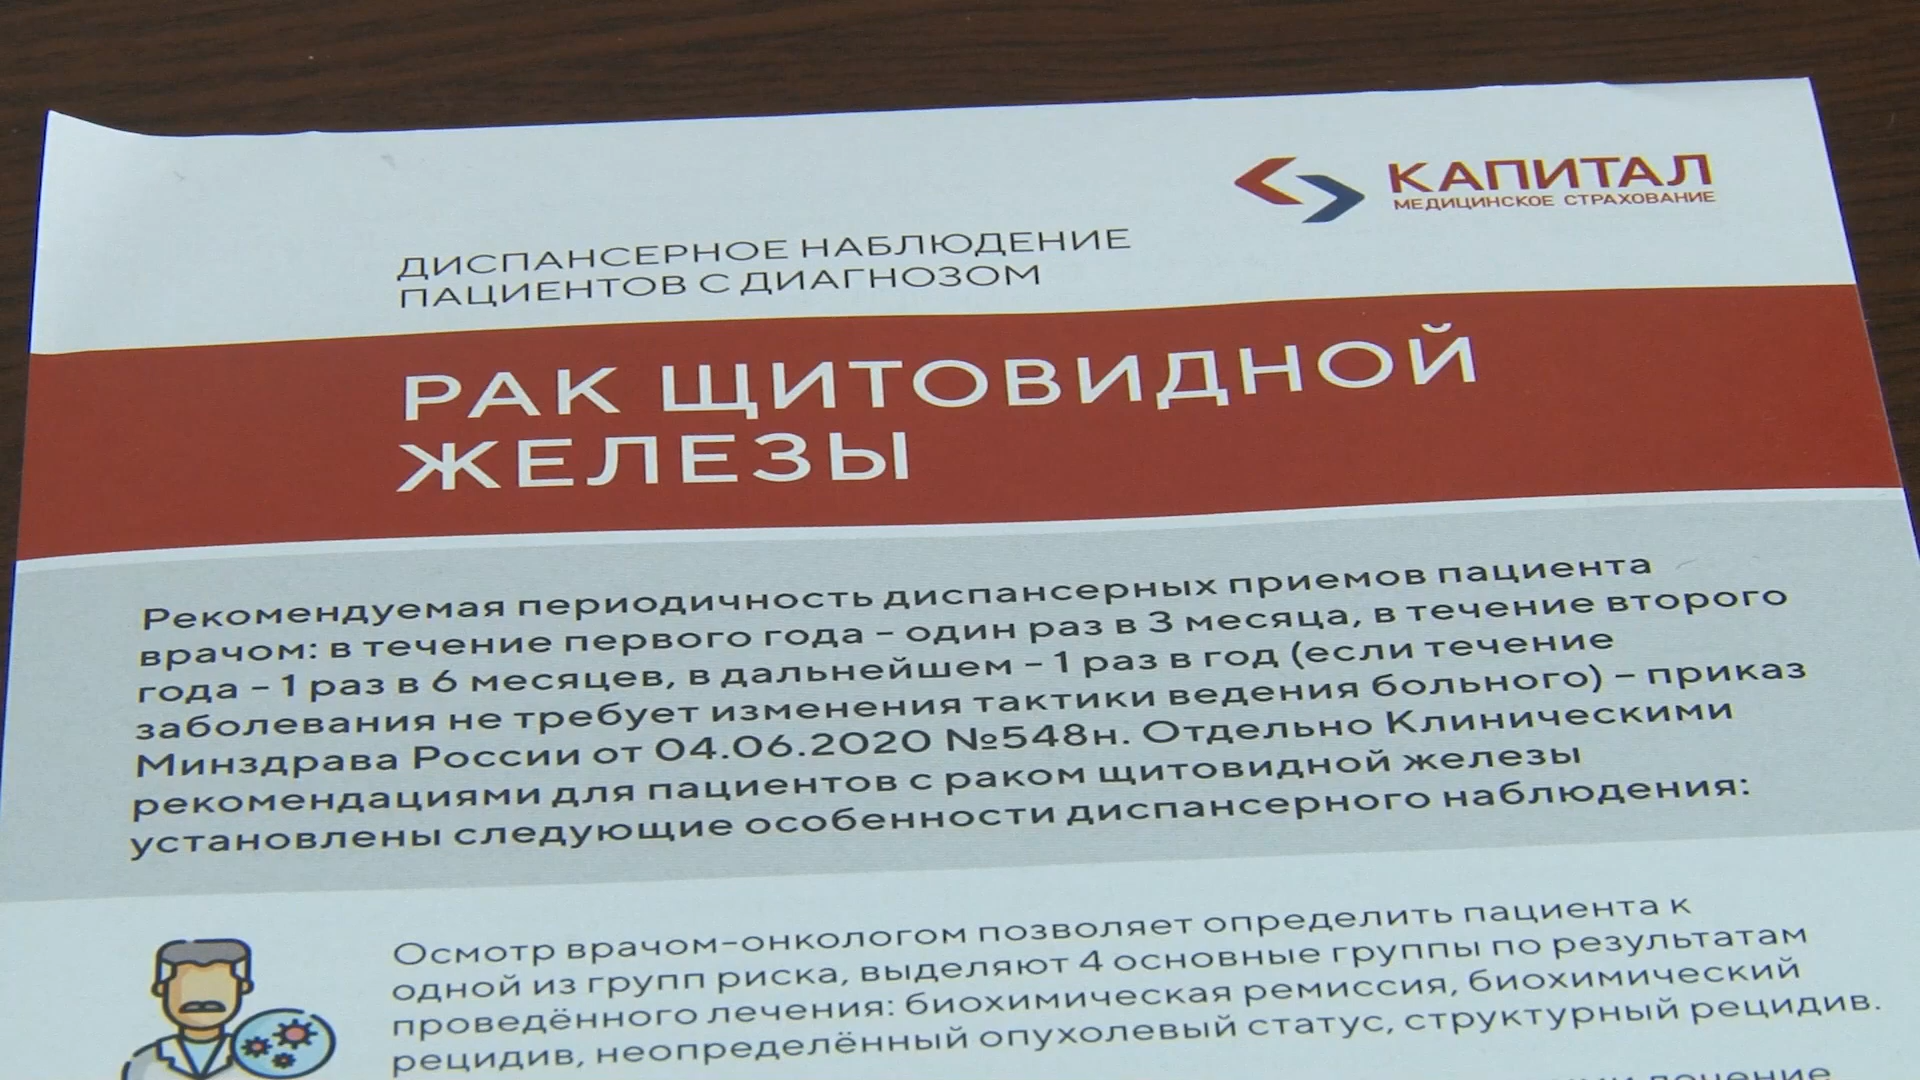 КАПИТАЛ
МЕДИЦИНСКОЕ СТРАХОВАНИЕ
ДИСПАНСЕРНОЕ НАБЛЮДЕНИЕ
ПАЦИЕНТОВ С ДИАГНОЗОМ
РАК ЩИТОВИДНОЙ
ЖЕЛЕЗЫ
Рекомендуемая периодичность диспансерных приемов пациента
врачом: в течение первого года – один раз в 3 месяца, в течение второго
года – 1 раз в 6 месяцев, в дальнейшем – 1 раз в год (если течение
заболевания не требует изменения тактики ведения больного) – приказ
Минздрава России от 04.06.2020 №548н. Отдельно Клиническими
рекомендациями для пациентов с раком щитовидной железы
установлены следующие особенности диспансерного наблюдения:
Осмотр врачом-онкологом позволяет определить пациента к
одной из групп риска, выделяют 4 основные группы по результатам
проведённого лечения: биохимическая ремиссия, биохимический
рецидив, неопределённый опухолевый статус, структурный рецидив.